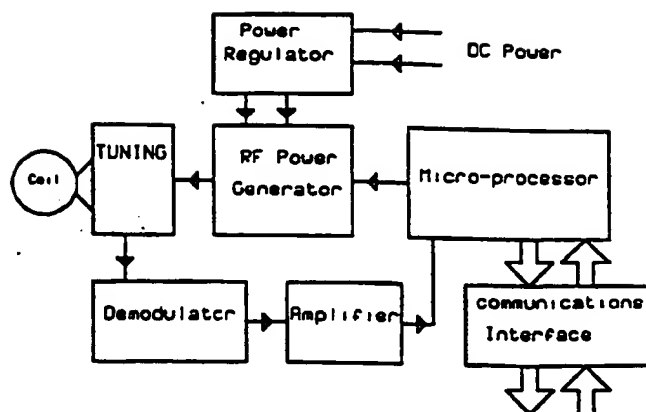 Power
Regulator
DC Power
TUNING
Coil
RF Power
Generator
Micro-processor
Demodulator
Amplifier
communications
Interface